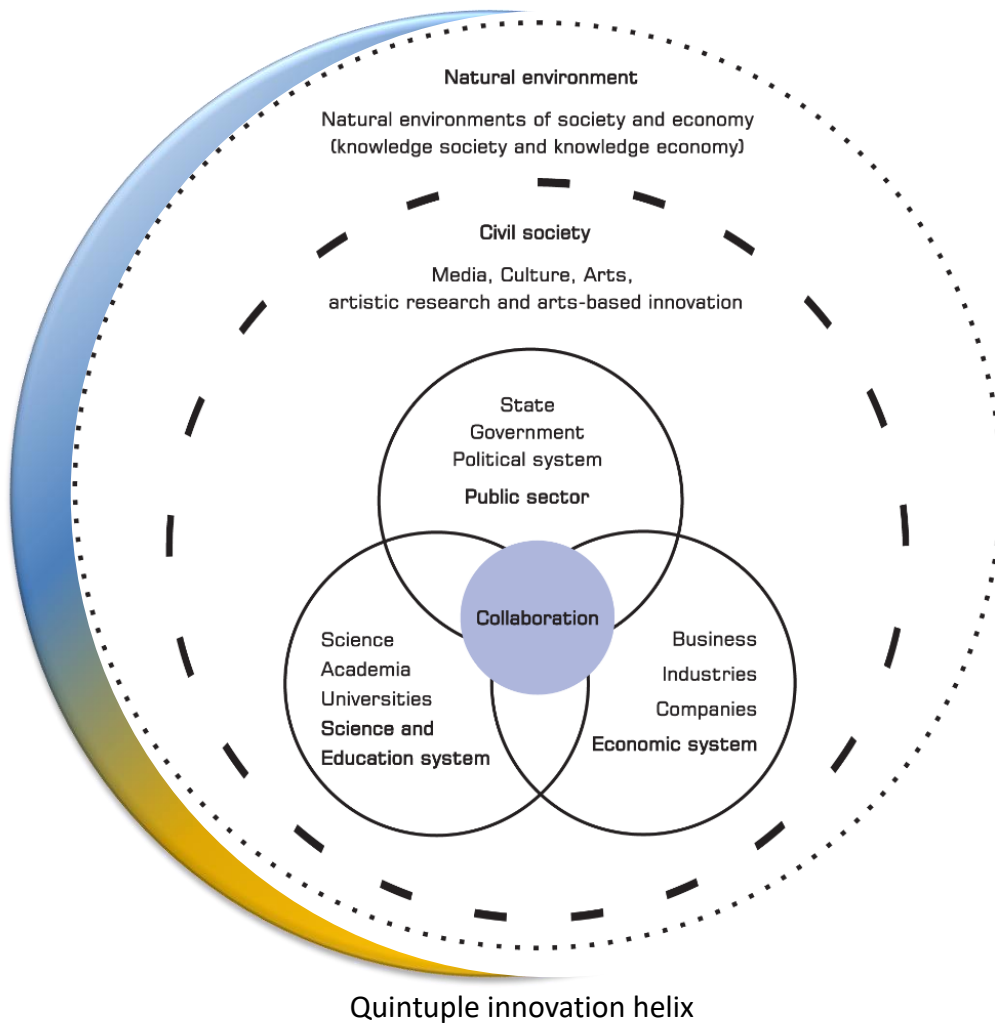 Natural environment
Natural environments of society and economy
(knowledge society and knowledge economy)
Civil society
Media, Culture, Arts,
artistic research and arts-based innovation
State
Government
Political system
Public sector
Collaboration
Science
Academia
Universities
Science and
Education system
Business
Industries
Companies
Economic system
Quintuple innovation helix